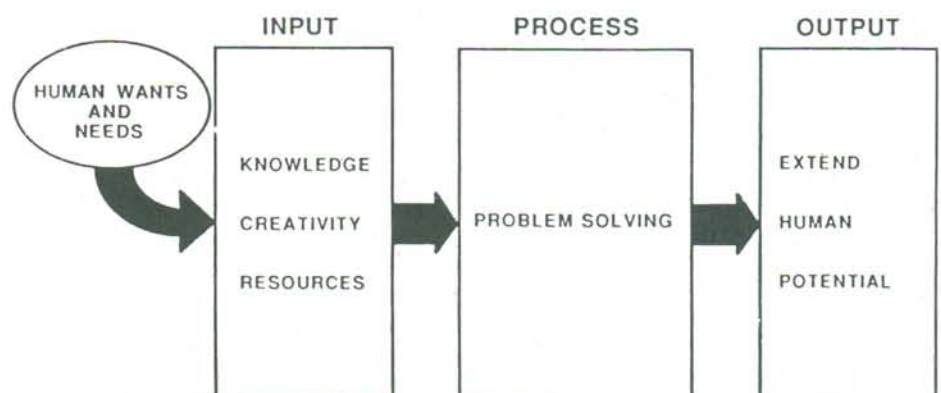 INPUT
PROCESS
OUTPUT
HUMAN WANTS
AND
NEEDS
KNOWLEDGE
CREATIVITY
RESOURCES
PROBLEM SOLVING
EXTEND
HUMAN
POTENTIAL